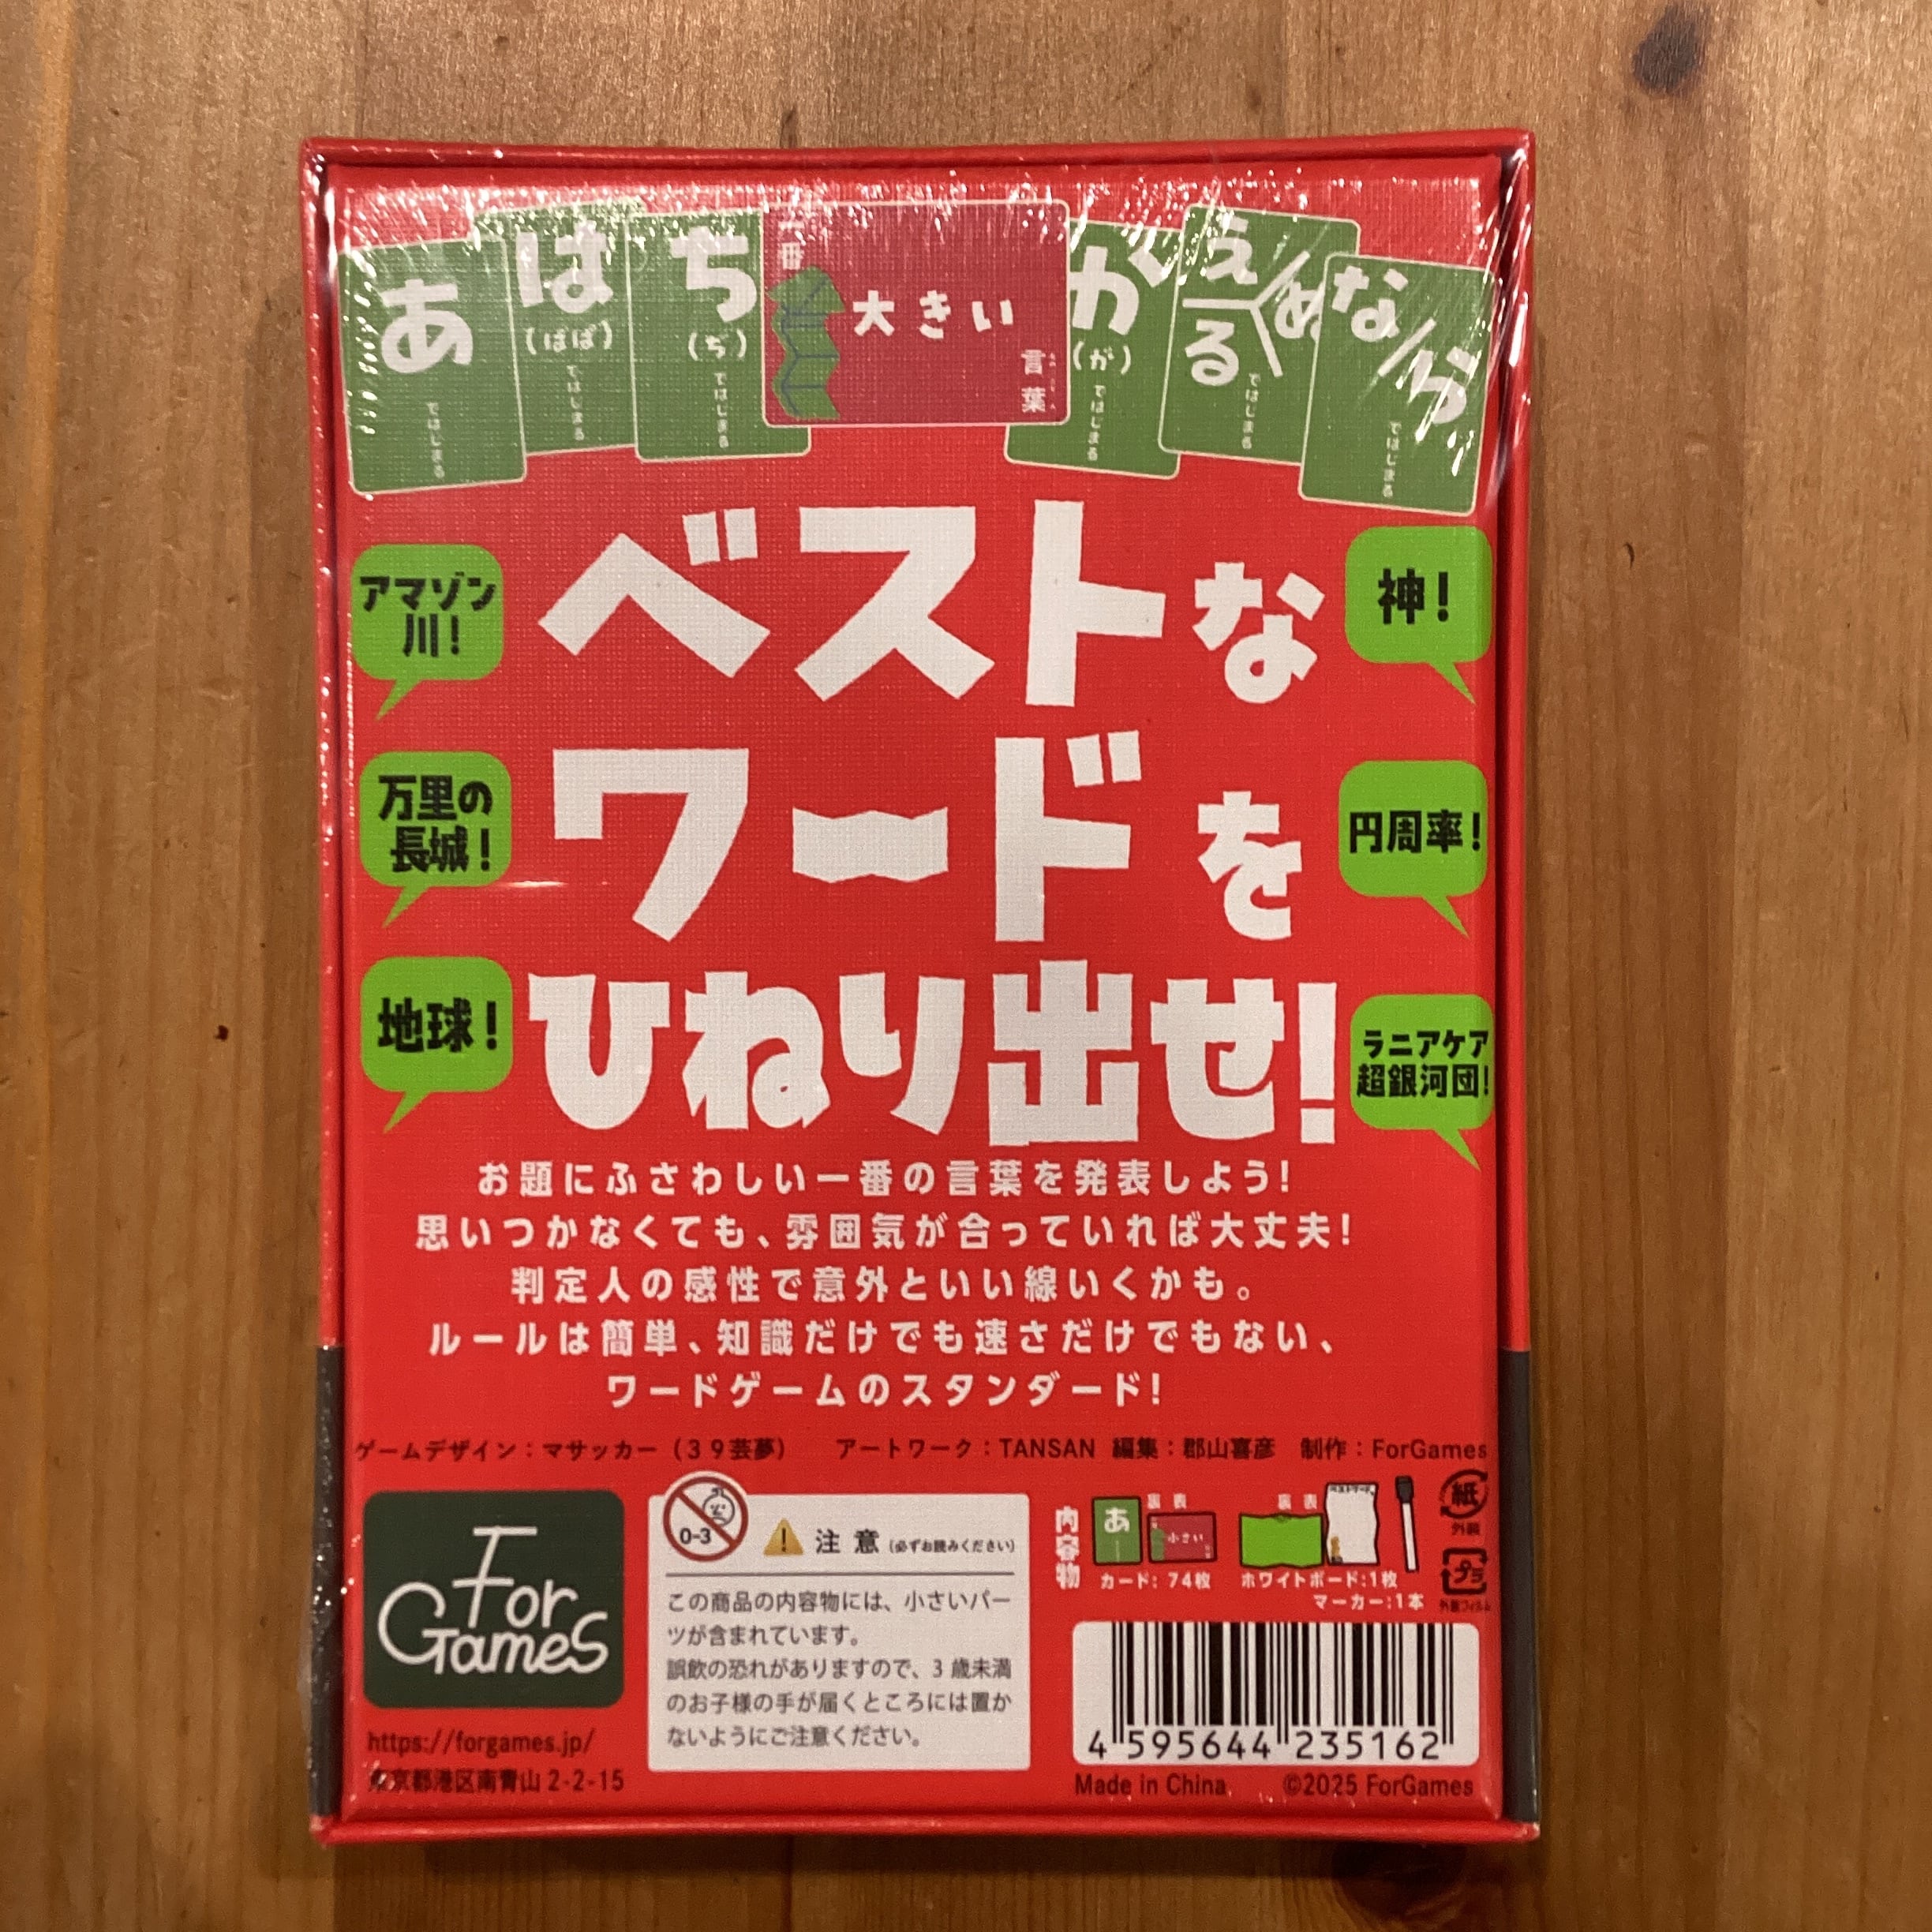 あ
ではじまる
は
(ばぱ)
ではじまる
ち
(ぢ)
ではじまる
一番
大きい
言葉
か
(が)
ではじまる
え/ぬ
る
ではじまる
な/ら
ではじまる
アマゾン
川!
万里の
長城!
地球!
ベストな
ワードを
ひねり出せ!
神!
円周率!
ラニアケア
超銀河団!
お題にふさわしい一番の言葉を発表しよう!
思いつかなくても、雰囲気が合っていれば大丈夫!
判定人の感性で意外といい線いくかも。
ルールは簡単、知識だけでも速さだけでもない、
ワードゲームのスタンダード!
ゲームデザイン:マサッカー(39芸夢) アートワーク:TANSAN 編集:郡山喜彦 制作:ForGames
For
Games
https://forgames.jp/
東京都港区南青山 2-2-15
0-3
注意 (必ずお読みください)
この商品の内容物には、小さいパー
ツが含まれています。
誤飲の恐れがありますので、3 歳未満
のお子様の手が届くところには置か
ないようにご注意ください。
内容物
裏 表
あ
小さい
カード: 74枚
裏 表
ベストワード
ホワイトボード:1枚
マーカー:1本
紙
外装
プラ
外装フィルム
4 595644 235162
Made in China
©2025 ForGames